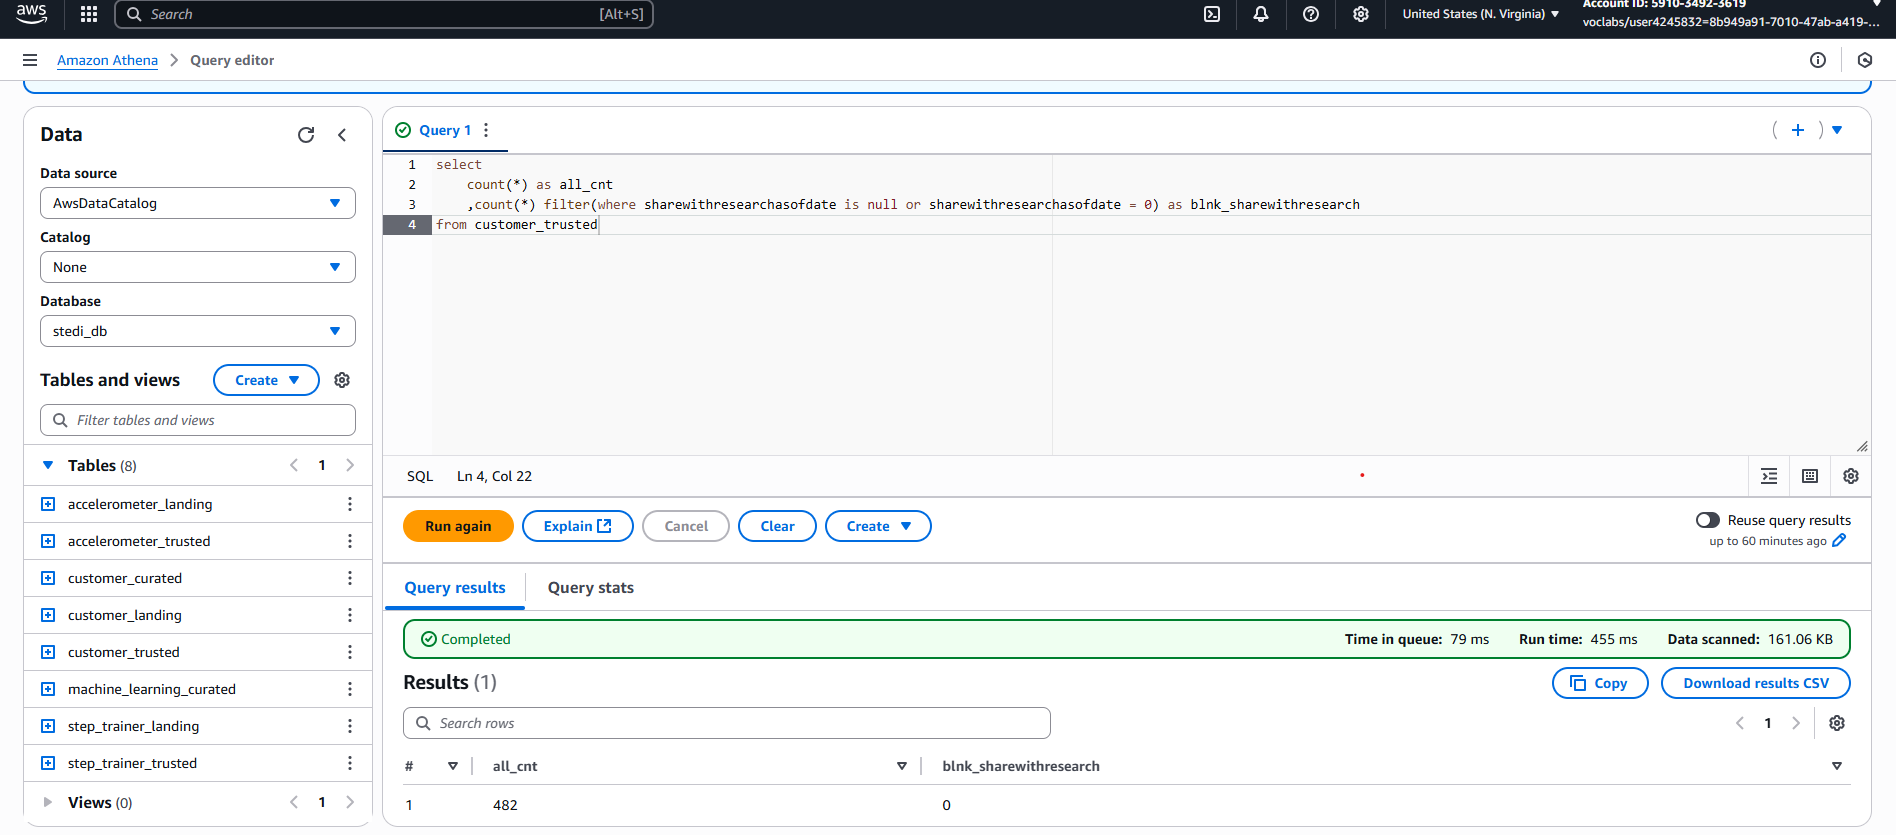 aws
Search
[Alt+S]
United States (N. Virginia)
Account ID: 5910-3492-3619
voclabs/user4245832=8b949a91-7010-47ab-a419-...
Amazon Athena
Query editor
Data
Data source
AwsDataCatalog
Catalog
None
Database
stedi_db
Tables and views
Create
Filter tables and views
Tables (8)
1
accelerometer_landing
accelerometer_trusted
customer_curated
customer_landing
customer_trusted
machine_learning_curated
step_trainer_landing
step_trainer_trusted
Views (0)
1
Query 1
1 select
2 count(*) as all_cnt
3 ,count(*) filter(where sharewithresearchasofdate is null or sharewithresearchasofdate = 0) as blnk_sharewithresearch
4 from customer_trusted
SQL
Ln 4, Col 22
Run again
Explain
Cancel
Clear
Create
Reuse query results
up to 60 minutes ago
Query results
Query stats
Completed
Time in queue: 79 ms
Run time: 455 ms
Data scanned: 161.06 KB
Results (1)
Copy
Download results CSV
Search rows
1
# all_cnt blnk_sharewithresearch
1 482 0